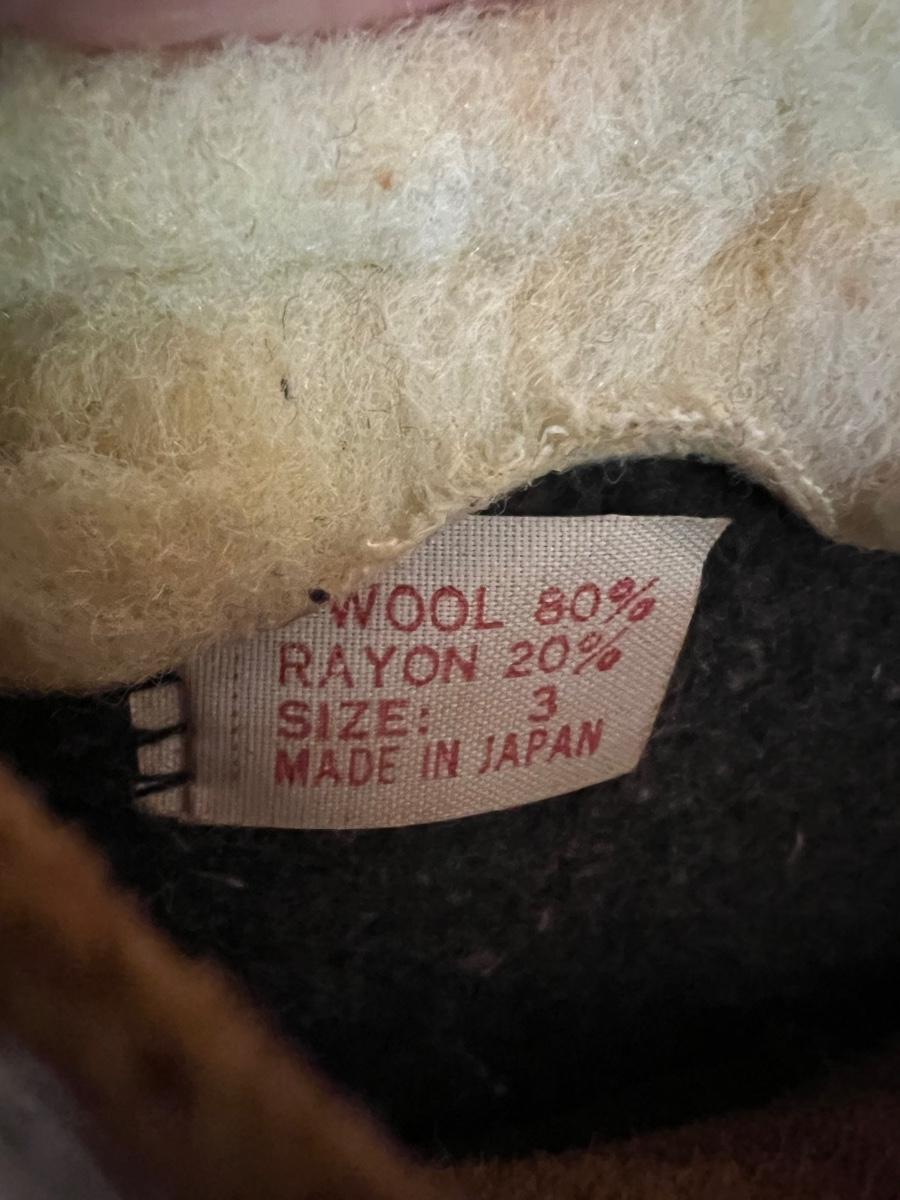 WOOL 80%
RAYON 20%
SIZE: 3
MADE IN JAPAN